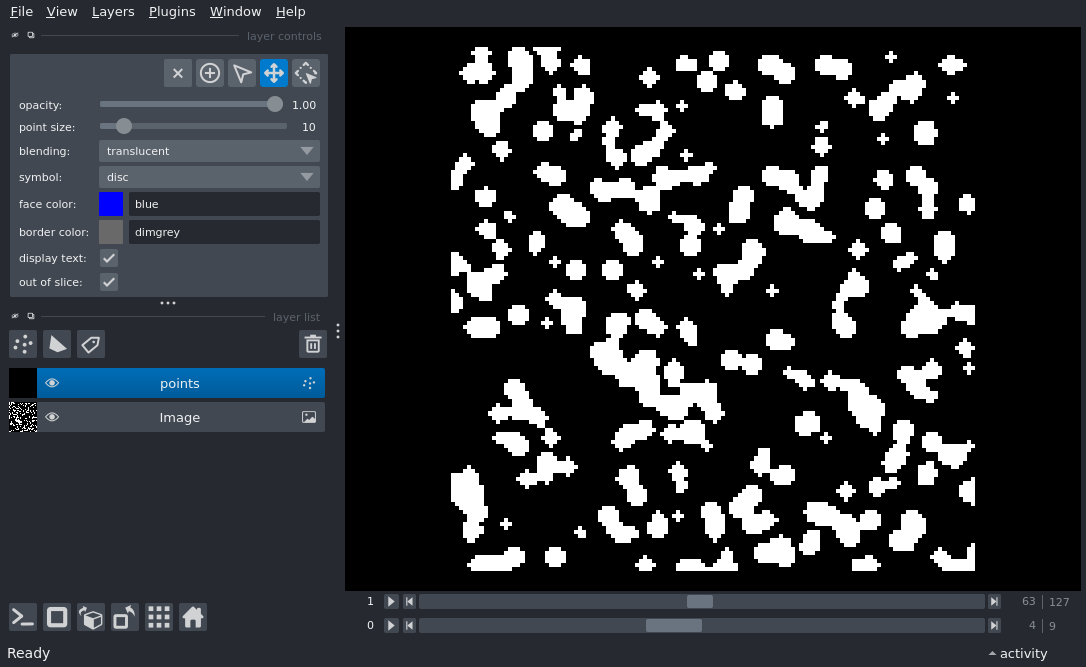 File View Layers Plugins Window Help
layer controls
opacity: 1.00
point size: 10
blending: translucent
symbol: disc
face color: blue
border color: dimgrey
display text:
out of slice:
layer list
points
Image
1 63 127
0 4 9
Ready activity